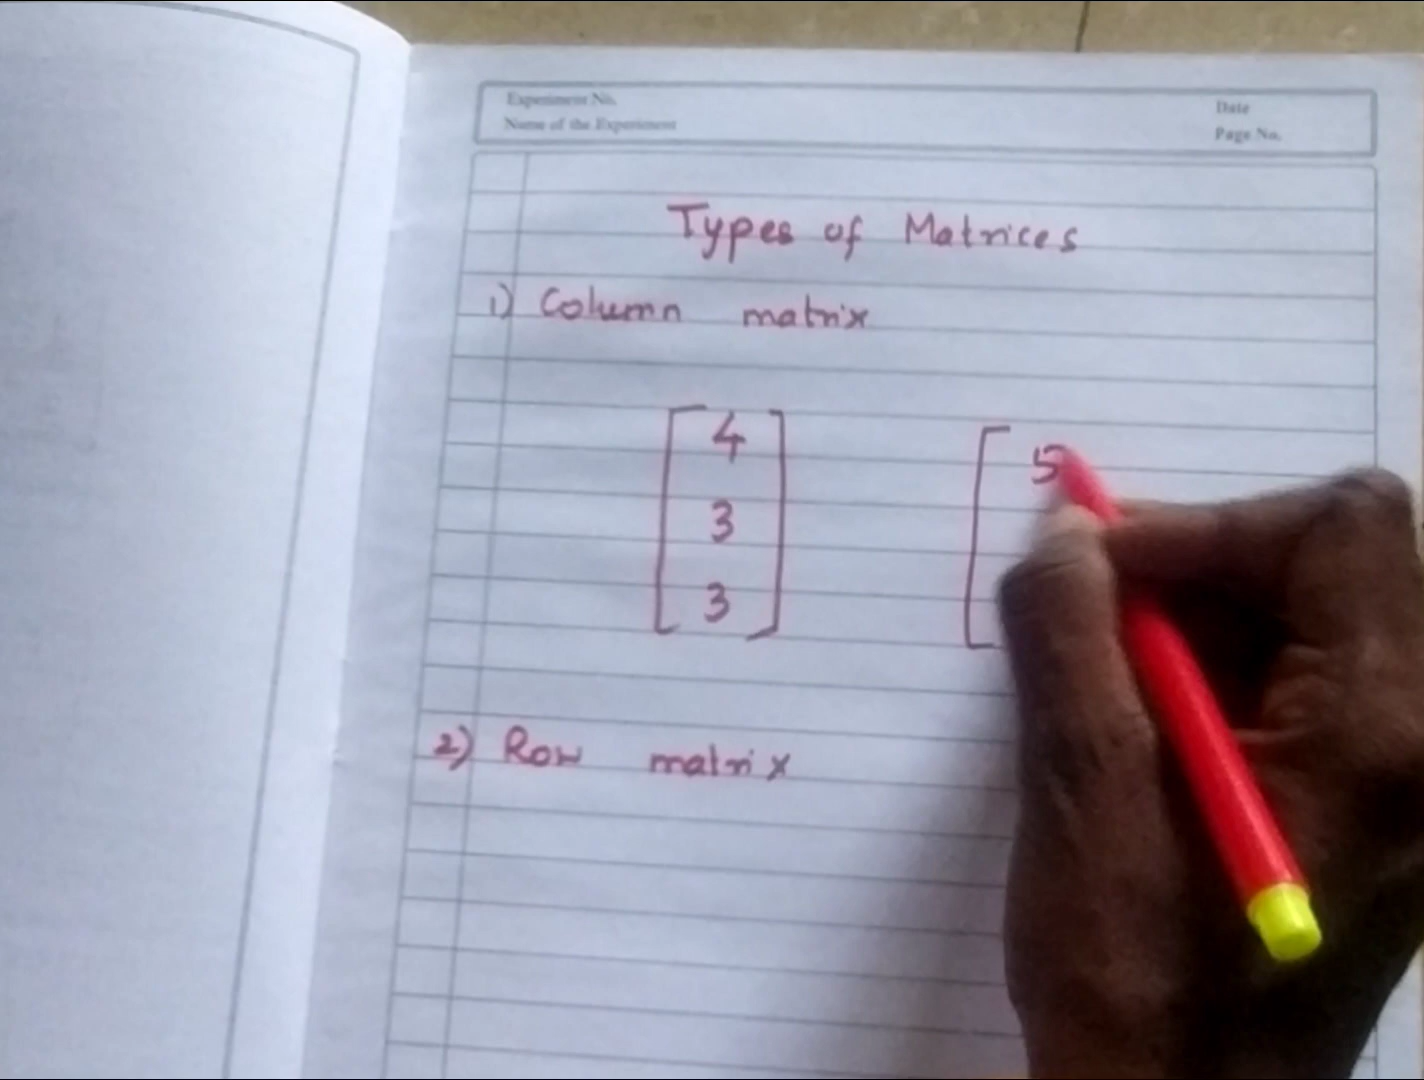 Experiment No.
Date
Name of the Experiment
Page No.
Types of Matrices
1) Column matrix
4 5
3
3
2) Row matrix